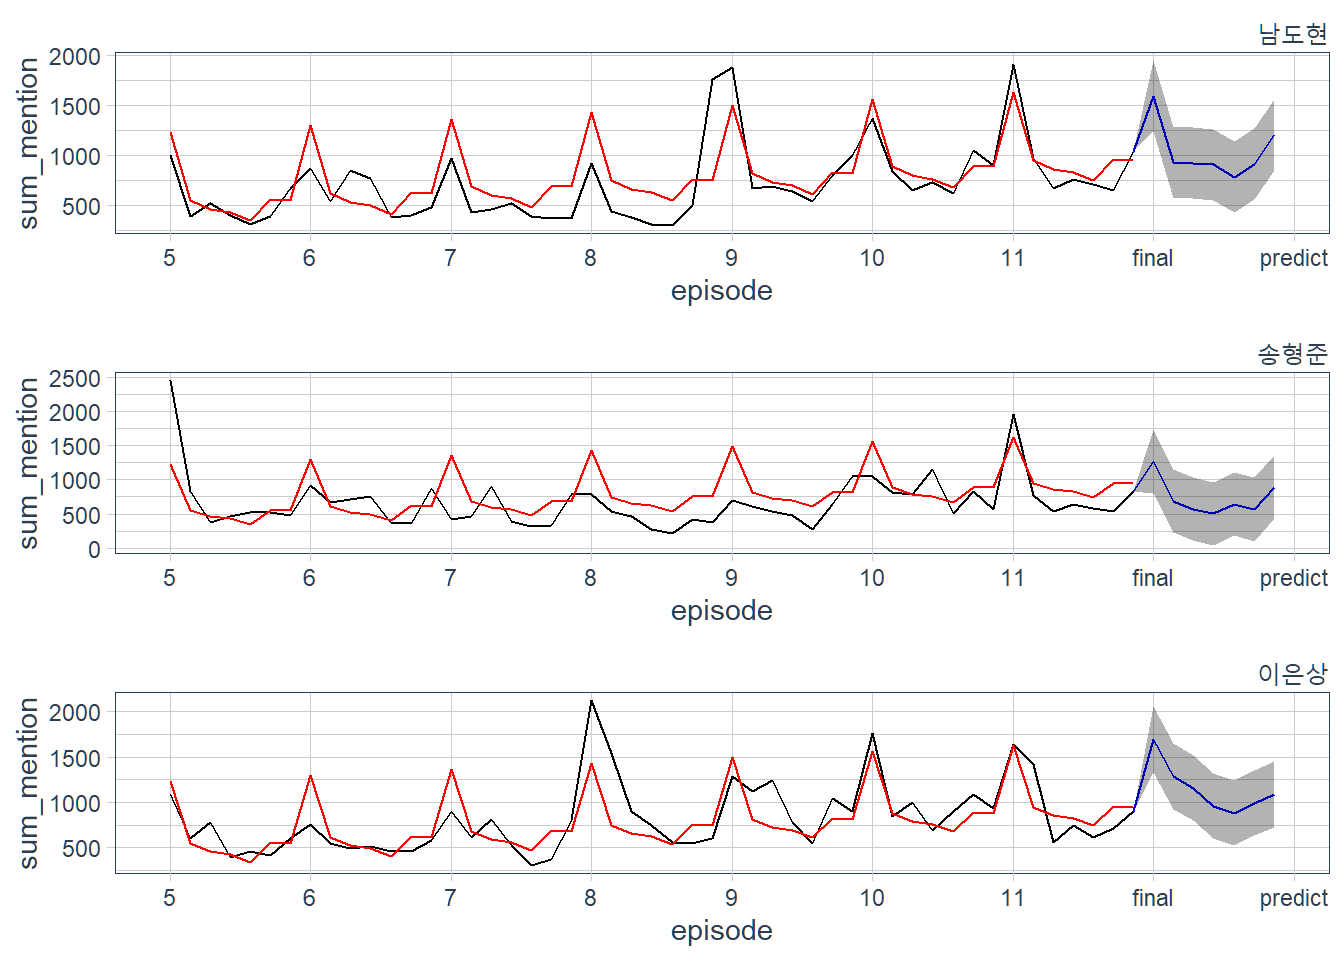 남도현
sum_mention
2000
1500
1000
500
5 6 7 8 9 10 11 final predict
episode
송형준
sum_mention
2500
2000
1500
1000
500
0
5 6 7 8 9 10 11 final predict
episode
이은상
sum_mention
2000
1500
1000
500
5 6 7 8 9 10 11 final predict
episode